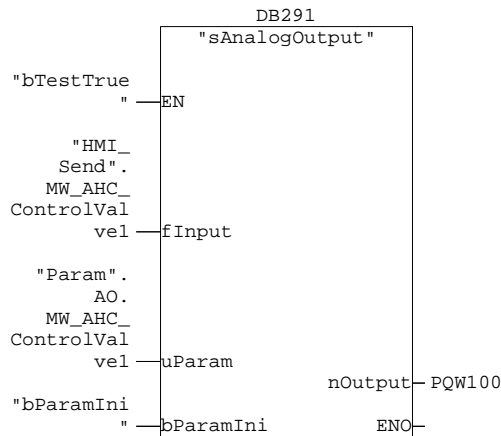 DB291
"sAnalogOutput"
"bTestTrue
" EN
"HMI_
Send".
MW_AHC_
ControlVal
ve1 fInput
"Param".
AO.
MW_AHC_
ControlVal
ve1 uParam
nOutput PQW100
"bParamIni
" bParamIni ENO